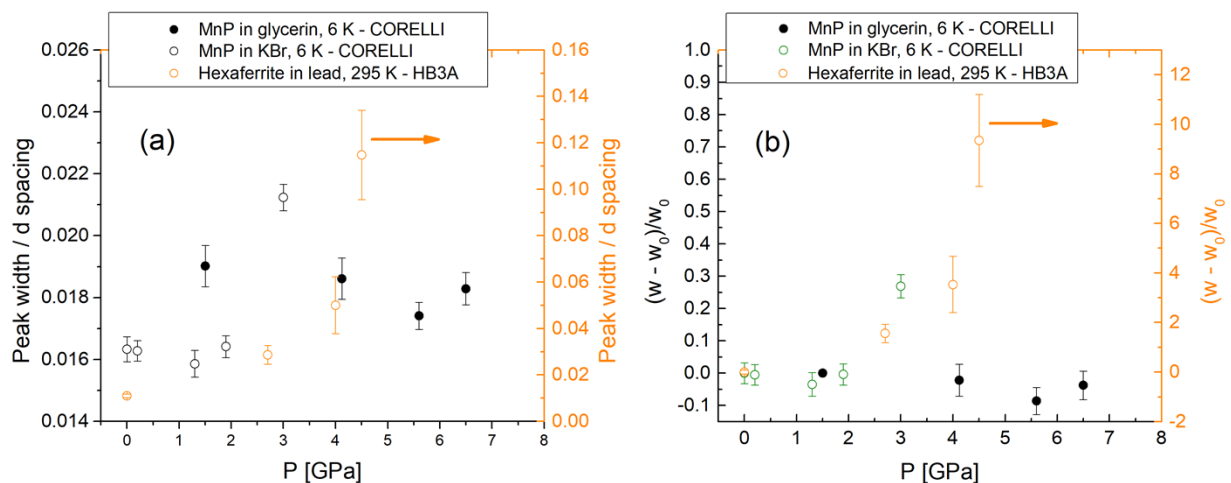 MnP in glycerin, 6 K - CORELLI
MnP in KBr, 6 K - CORELLI
Hexaferrite in lead, 295 K - HB3A
(a)
Peak width / d spacing
0.026
0.024
0.022
0.020
0.018
0.016
0.014
0 1 2 3 4 5 6 7 8
P [GPa]
0.16
0.14
0.12
0.10
0.08
0.06
0.04
0.02
0.00
Peak width / d spacing
MnP in glycerin, 6 K - CORELLI
MnP in KBr, 6 K - CORELLI
Hexaferrite in lead, 295 K - HB3A
(b)
(w - w₀)/w₀
1.0
0.9
0.8
0.7
0.6
0.5
0.4
0.3
0.2
0.1
0.0
-0.1
0 1 2 3 4 5 6 7 8
P [GPa]
12
10
8
6
4
2
0
-2
(w - w₀)/w₀